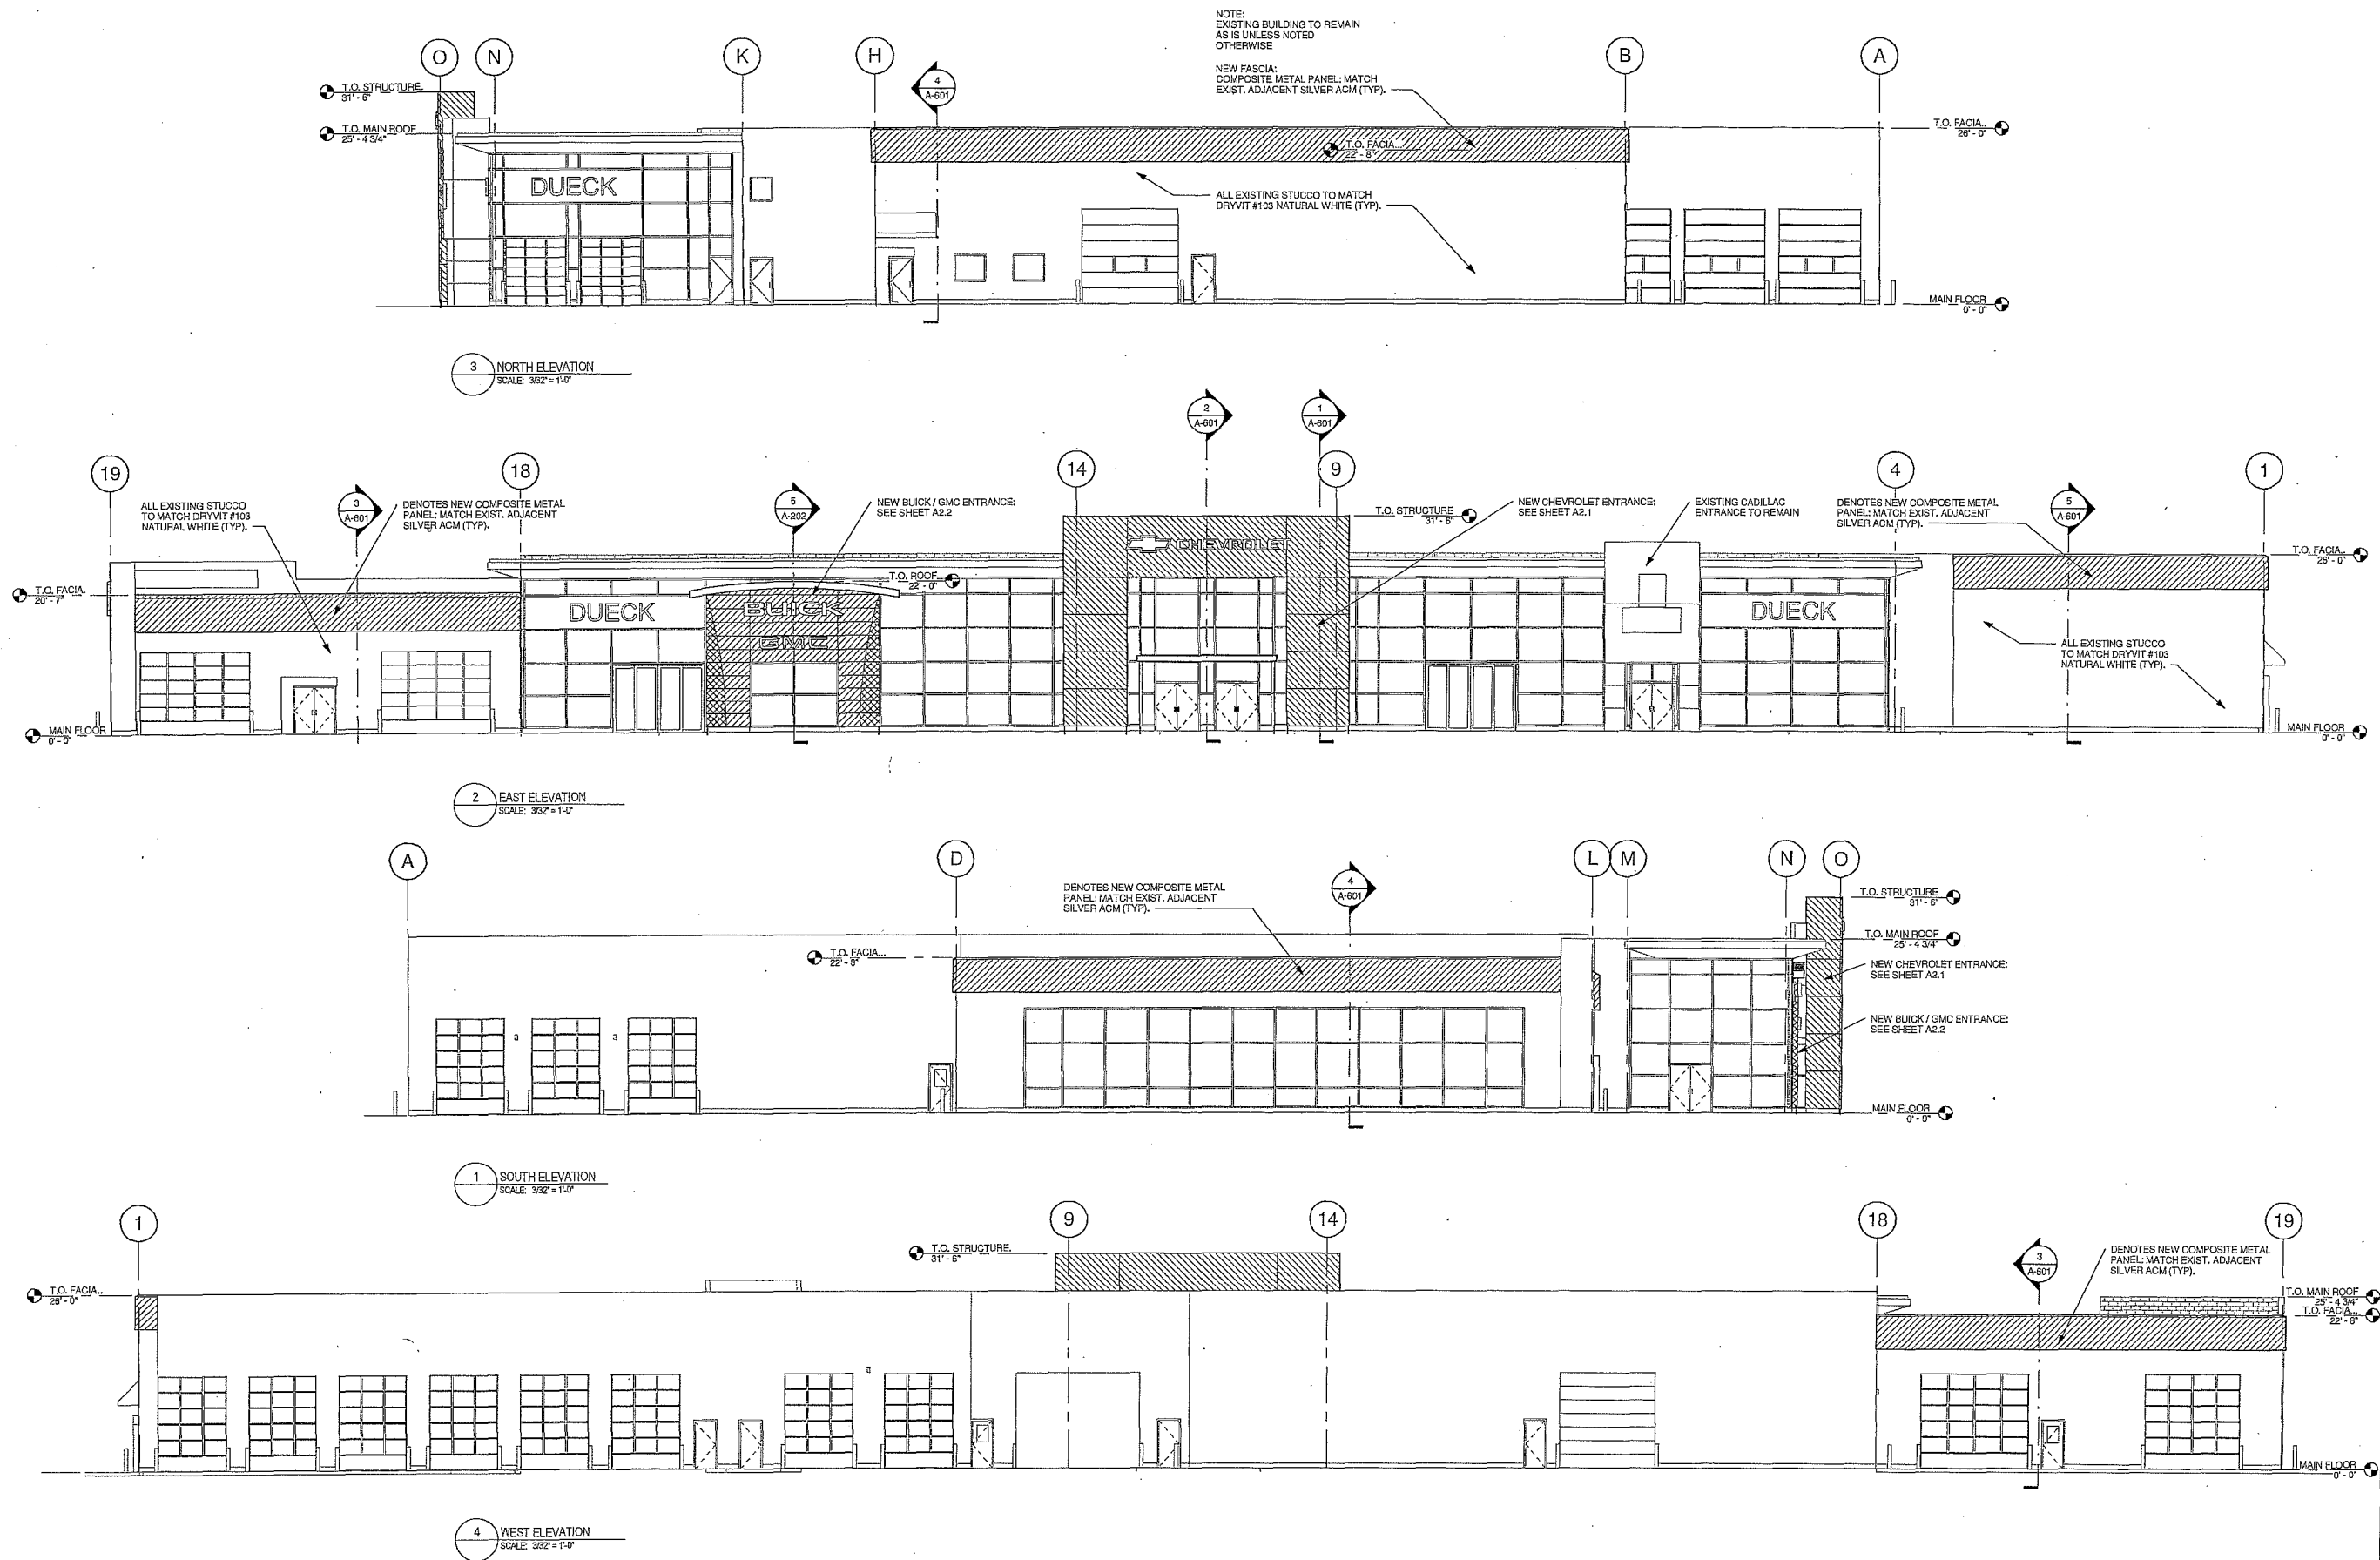 NOTE:
EXISTING BUILDING TO REMAIN
AS IS UNLESS NOTED
OTHERWISE
NEW FASCIA:
COMPOSITE METAL PANEL: MATCH
EXIST. ADJACENT SILVER ACM (TYP).
O
N
K
H
B
A
4
A-601
T.O. STRUCTURE.
31' - 6"
T.O. MAIN ROOF
25' - 4 3/4"
T.O. FACIA..
26' - 0"
T.O. FACIA...
22' - 8"
DUECK
ALL EXISTING STUCCO TO MATCH
DRYVIT #103 NATURAL WHITE (TYP).
MAIN FLOOR
0' - 0"
3
NORTH ELEVATION
SCALE: 3/32" = 1'-0"
2
A-601
1
A-601
19
18
14
9
4
1
ALL EXISTING STUCCO
TO MATCH DRYVIT #103
NATURAL WHITE (TYP).
3
A-601
DENOTES NEW COMPOSITE METAL
PANEL: MATCH EXIST. ADJACENT
SILVER ACM (TYP).
5
A-202
NEW BUICK / GMC ENTRANCE:
SEE SHEET A2.2
T.O. STRUCTURE
31' - 6"
NEW CHEVROLET ENTRANCE:
SEE SHEET A2.1
EXISTING CADILLAC
ENTRANCE TO REMAIN
DENOTES NEW COMPOSITE METAL
PANEL: MATCH EXIST. ADJACENT
SILVER ACM (TYP).
5
A-601
CHEVROLET
T.O. FACIA..
26' - 0"
T.O. FACIA.
20' - 7"
T.O. ROOF
22' - 0"
DUECK
BUICK
GMC
DUECK
ALL EXISTING STUCCO
TO MATCH DRYVIT #103
NATURAL WHITE (TYP).
MAIN FLOOR
0' - 0"
MAIN FLOOR
0' - 0"
2
EAST ELEVATION
SCALE: 3/32" = 1'-0"
A
D
L
M
N
O
4
A-601
DENOTES NEW COMPOSITE METAL
PANEL: MATCH EXIST. ADJACENT
SILVER ACM (TYP).
T.O. STRUCTURE
31' - 6"
T.O. MAIN ROOF
25' - 4 3/4"
T.O. FACIA...
22' - 8"
NEW CHEVROLET ENTRANCE:
SEE SHEET A2.1
NEW BUICK / GMC ENTRANCE:
SEE SHEET A2.2
MAIN FLOOR
0' - 0"
1
SOUTH ELEVATION
SCALE: 3/32" = 1'-0"
1
9
14
18
19
T.O. STRUCTURE.
31' - 6"
3
A-601
DENOTES NEW COMPOSITE METAL
PANEL: MATCH EXIST. ADJACENT
SILVER ACM (TYP).
T.O. FACIA..
26' - 0"
T.O. MAIN ROOF
25' - 4 3/4"
T.O. FACIA...
22' - 8"
MAIN FLOOR
0' - 0"
4
WEST ELEVATION
SCALE: 3/32" = 1'-0"